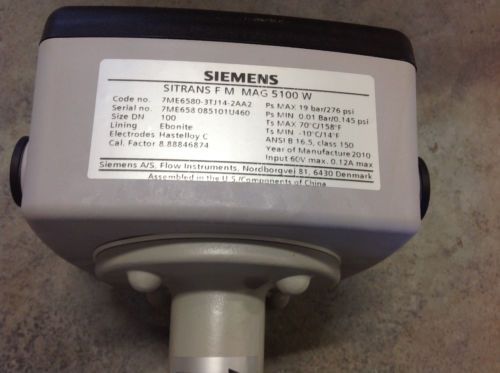 SIEMENS
SITRANS F M MAG 5100 W
Code no. 7ME6580-3TJ14-2AA2
Serial no. 7ME658 085101U460
Size DN 100
Lining Ebonite
Electrodes Hastelloy C
Cal. Factor 8.88846874
Ps MAX 19 bar/276 psi
Ps MIN 0.01 Bar/0.145 psi
Ts MAX 70°C/158°F
Ts MIN -10°C/14°F
ANSI B 16.5, class 150
Year of Manufacture 2010
Input 60V max. 0.12A max
Siemens A/S, Flow Instruments, Nordborgvej 81, 6430 Denmark
Assembled in the U.S./Components of China